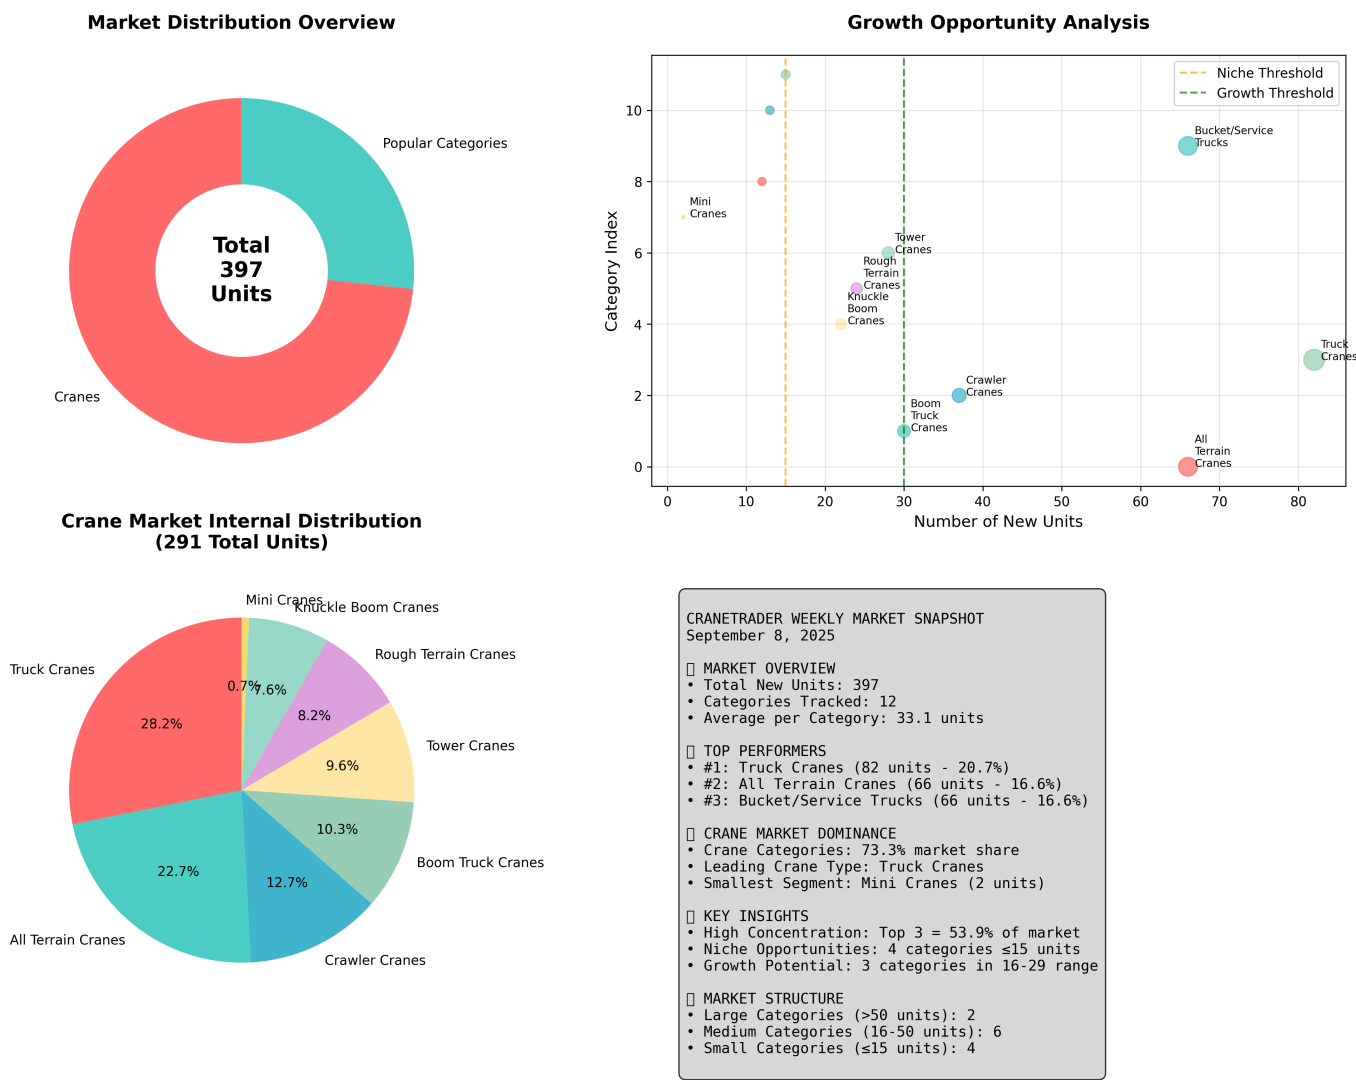 Market Distribution Overview
Popular Categories
Total
397
Units
Cranes
Growth Opportunity Analysis
Niche Threshold
Growth Threshold
Category Index
10
8
6
4
2
0
Bucket/Service
Trucks
Mini
Cranes
Tower
Cranes
Rough
Terrain
Cranes
Knuckle
Boom
Cranes
Truck
Cranes
Crawler
Cranes
Boom
Truck
Cranes
All
Terrain
Cranes
0 10 20 30 40 50 60 70 80
Number of New Units
Crane Market Internal Distribution
(291 Total Units)
Mini Cranes
Knuckle Boom Cranes
Rough Terrain Cranes
Truck Cranes
Tower Cranes
Boom Truck Cranes
All Terrain Cranes
Crawler Cranes
0.7%
7.6%
8.2%
28.2%
9.6%
10.3%
22.7%
12.7%
CRANETRADER WEEKLY MARKET SNAPSHOT
September 8, 2025
MARKET OVERVIEW
• Total New Units: 397
• Categories Tracked: 12
• Average per Category: 33.1 units
TOP PERFORMERS
• #1: Truck Cranes (82 units - 20.7%)
• #2: All Terrain Cranes (66 units - 16.6%)
• #3: Bucket/Service Trucks (66 units - 16.6%)
CRANE MARKET DOMINANCE
• Crane Categories: 73.3% market share
• Leading Crane Type: Truck Cranes
• Smallest Segment: Mini Cranes (2 units)
KEY INSIGHTS
• High Concentration: Top 3 = 53.9% of market
• Niche Opportunities: 4 categories ≤15 units
• Growth Potential: 3 categories in 16-29 range
MARKET STRUCTURE
• Large Categories (>50 units): 2
• Medium Categories (16-50 units): 6
• Small Categories (≤15 units): 4